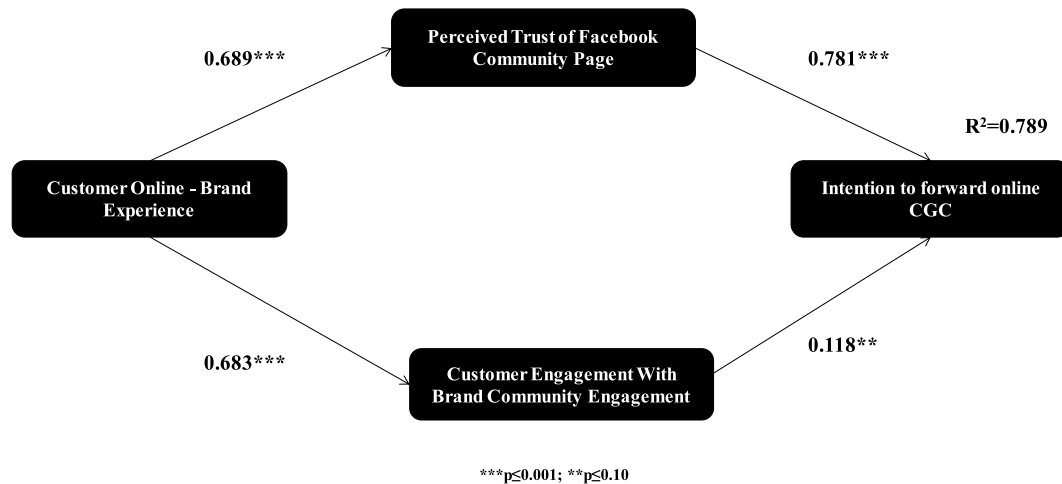 Perceived Trust of Facebook
Community Page
0.689***
0.781***
R²=0.789
Customer Online - Brand
Experience
Intention to forward online
CGC
0.683***
0.118**
Customer Engagement With
Brand Community Engagement
***p≤0.001; **p≤0.10